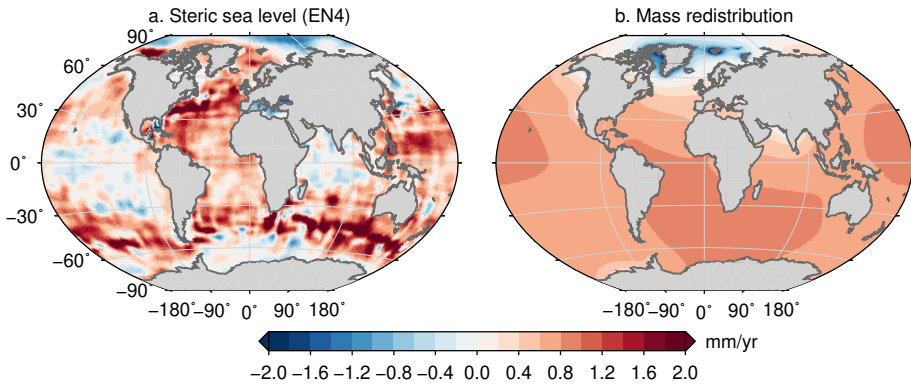 a. Steric sea level (EN4)
b. Mass redistribution
90˚
60˚
30˚
0˚
−30˚
−60˚
−90
−180 −90˚ 0˚ 90˚ 180˚
−180˚ −90˚ 0˚ 90˚ 180˚
mm/yr
−2.0 −1.6 −1.2 −0.8 −0.4 0.0 0.4 0.8 1.2 1.6 2.0